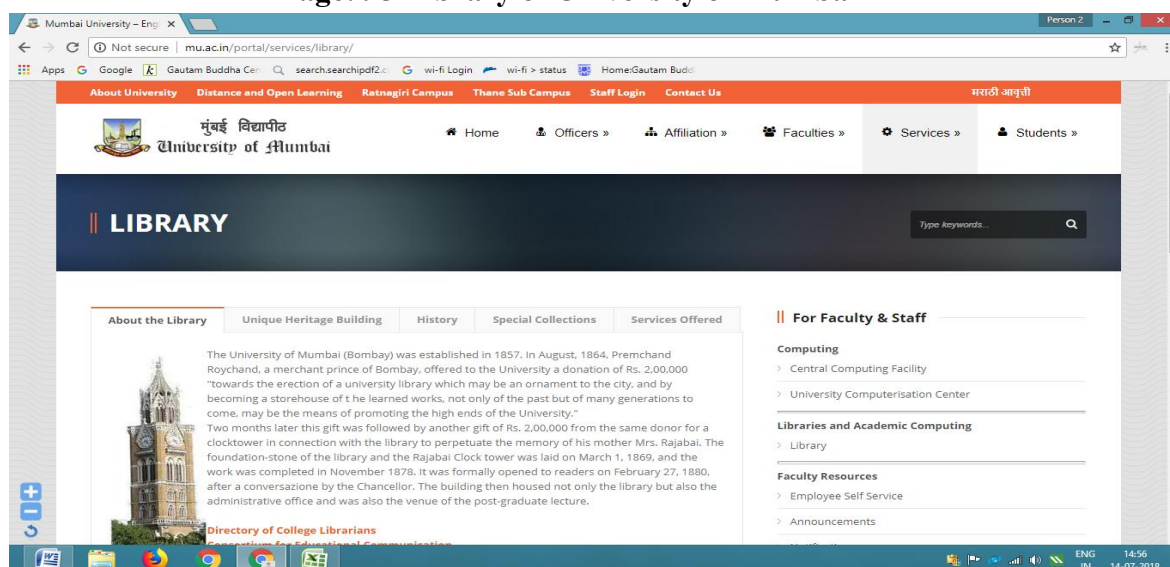 Mumbai University – Eng
Person 2
Not secure | mu.ac.in/portal/services/library/
Apps Google Gautam Buddha Cen search.searchipdf2.c wi-fi Login wi-fi > status Home:Gautam Budd
About University Distance and Open Learning Ratnagiri Campus Thane Sub Campus Staff Login Contact Us मराठी आवृत्ती
मुंबई विद्यापीठ
University of Mumbai
Home Officers » Affiliation » Faculties » Services » Students »
LIBRARY
Type keywords...
About the Library Unique Heritage Building History Special Collections Services Offered
The University of Mumbai (Bombay) was established in 1857. In August, 1864, Premchand
Roychand, a merchant prince of Bombay, offered to the University a donation of Rs. 2,00,000
"towards the erection of a university library which may be an ornament to the city, and by
becoming a storehouse of t he learned works, not only of the past but of many generations to
come, may be the means of promoting the high ends of the University."
Two months later this gift was followed by another gift of Rs. 2,00,000 from the same donor for a
clocktower in connection with the library to perpetuate the memory of his mother Mrs. Rajabai. The
foundation-stone of the library and the Rajabai Clock tower was laid on March 1, 1869, and the
work was completed in November 1878. It was formally opened to readers on February 27, 1880,
after a conversazione by the Chancellor. The building then housed not only the library but also the
administrative office and was also the venue of the post-graduate lecture.
Directory of College Librarians
Consortium for Educational Communication
For Faculty & Staff
Computing
Central Computing Facility
University Computerisation Center
Libraries and Academic Computing
Library
Faculty Resources
Employee Self Service
Announcements
ENG 14:56
IN 14-07-2018